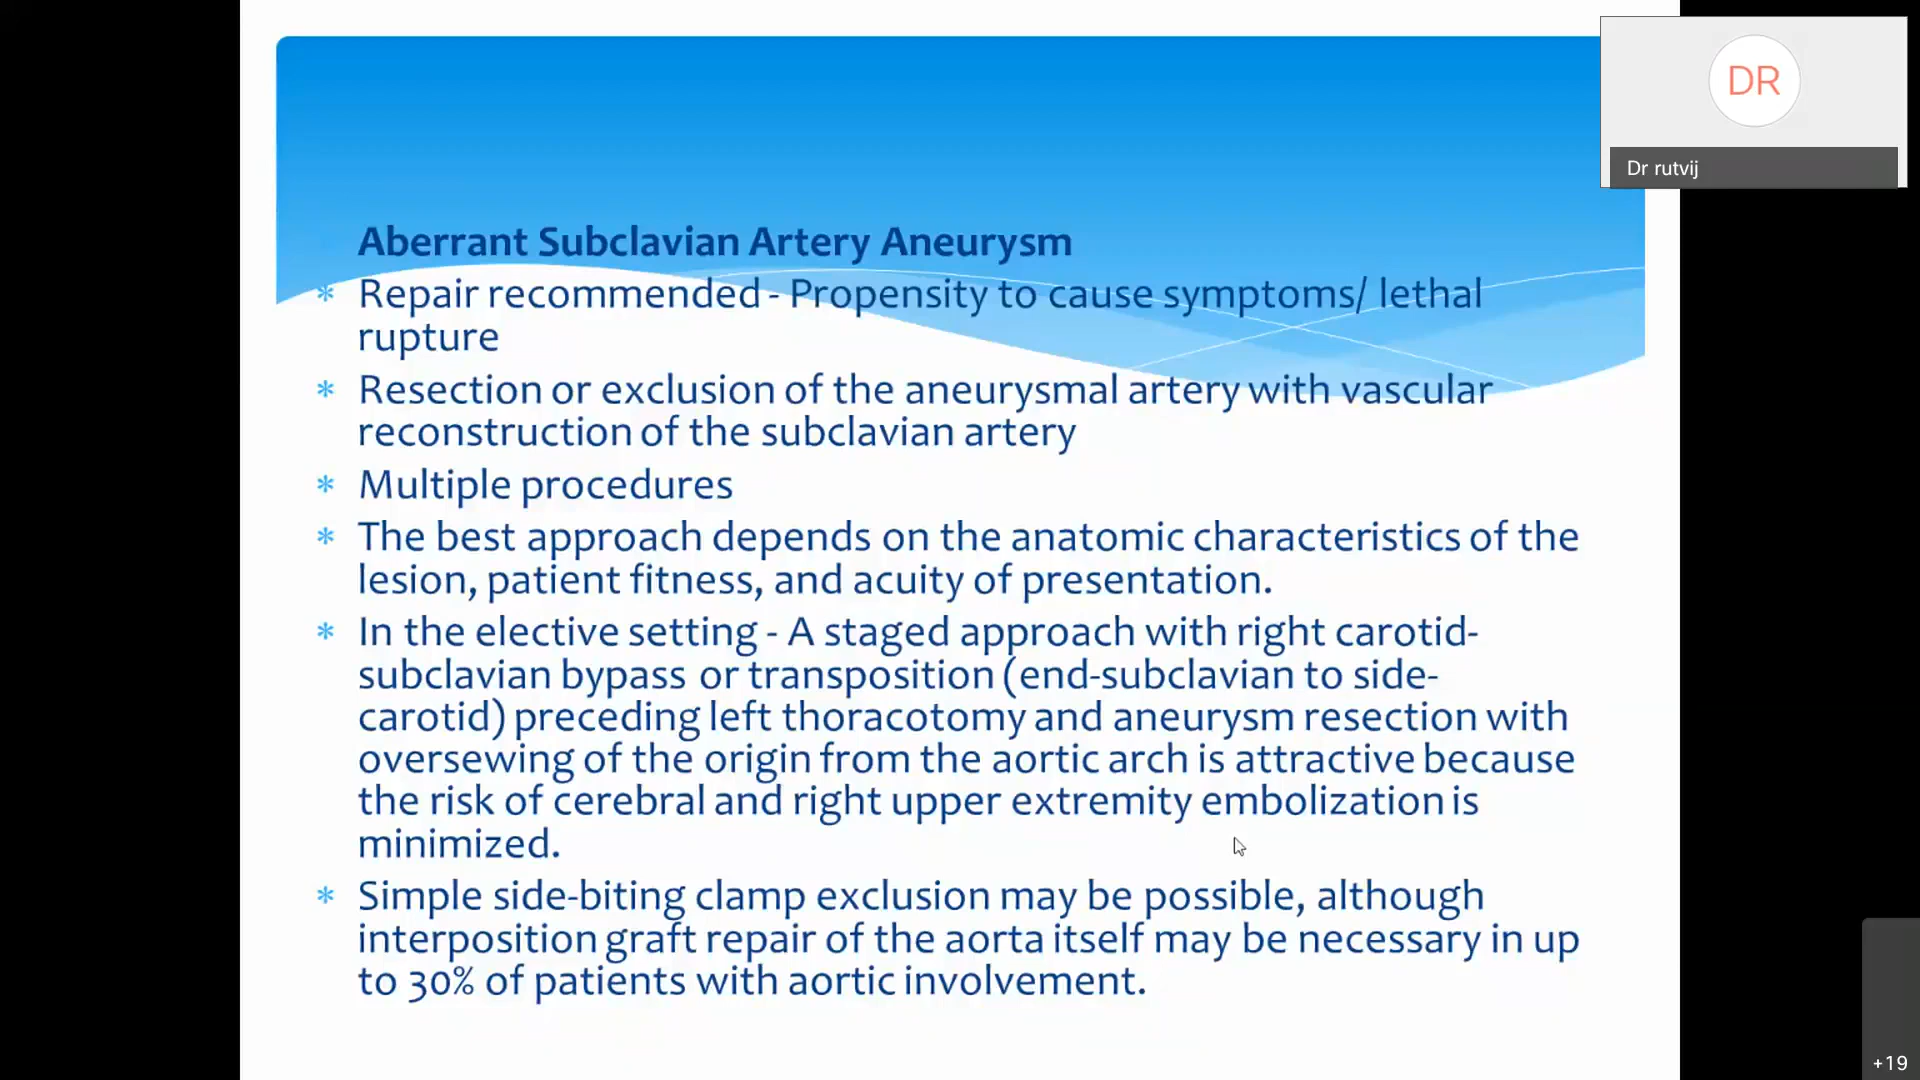 DR
Dr rutvij
Aberrant Subclavian Artery Aneurysm
* Repair recommended - Propensity to cause symptoms/ lethal
rupture
* Resection or exclusion of the aneurysmal artery with vascular
reconstruction of the subclavian artery
* Multiple procedures
* The best approach depends on the anatomic characteristics of the
lesion, patient fitness, and acuity of presentation.
* In the elective setting - A staged approach with right carotid-
subclavian bypass or transposition (end-subclavian to side-
carotid) preceding left thoracotomy and aneurysm resection with
oversewing of the origin from the aortic arch is attractive because
the risk of cerebral and right upper extremity embolization is
minimized.
* Simple side-biting clamp exclusion may be possible, although
interposition graft repair of the aorta itself may be necessary in up
to 30% of patients with aortic involvement.
+19